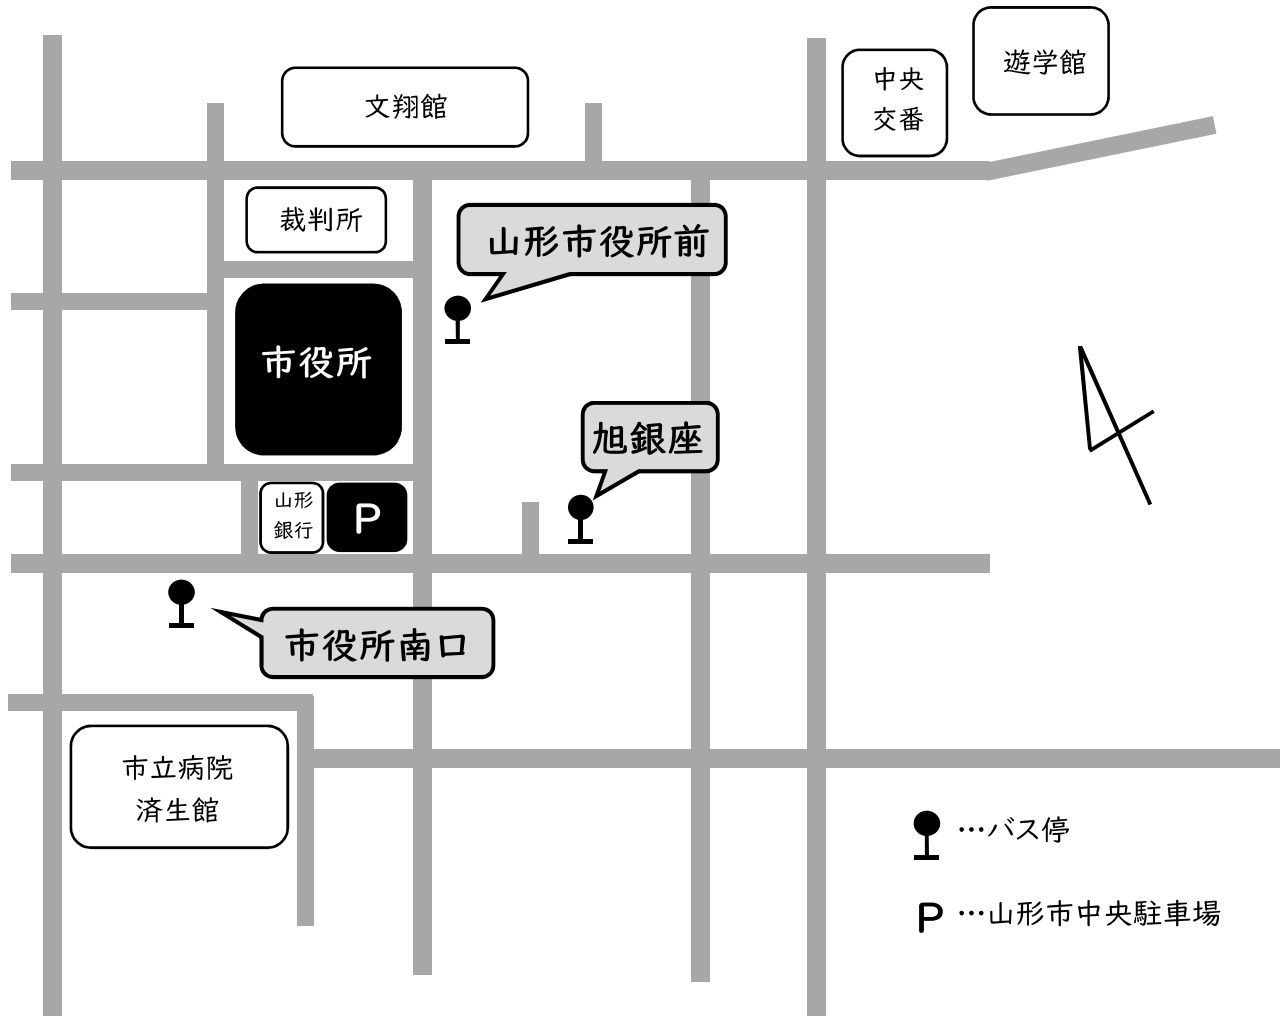 遊学館
中央
交番
文翔館
裁判所
山形市役所前
市役所
旭銀座
山形
銀行
P
市役所南口
市立病院
済生館
…バス停
P …山形市中央駐車場